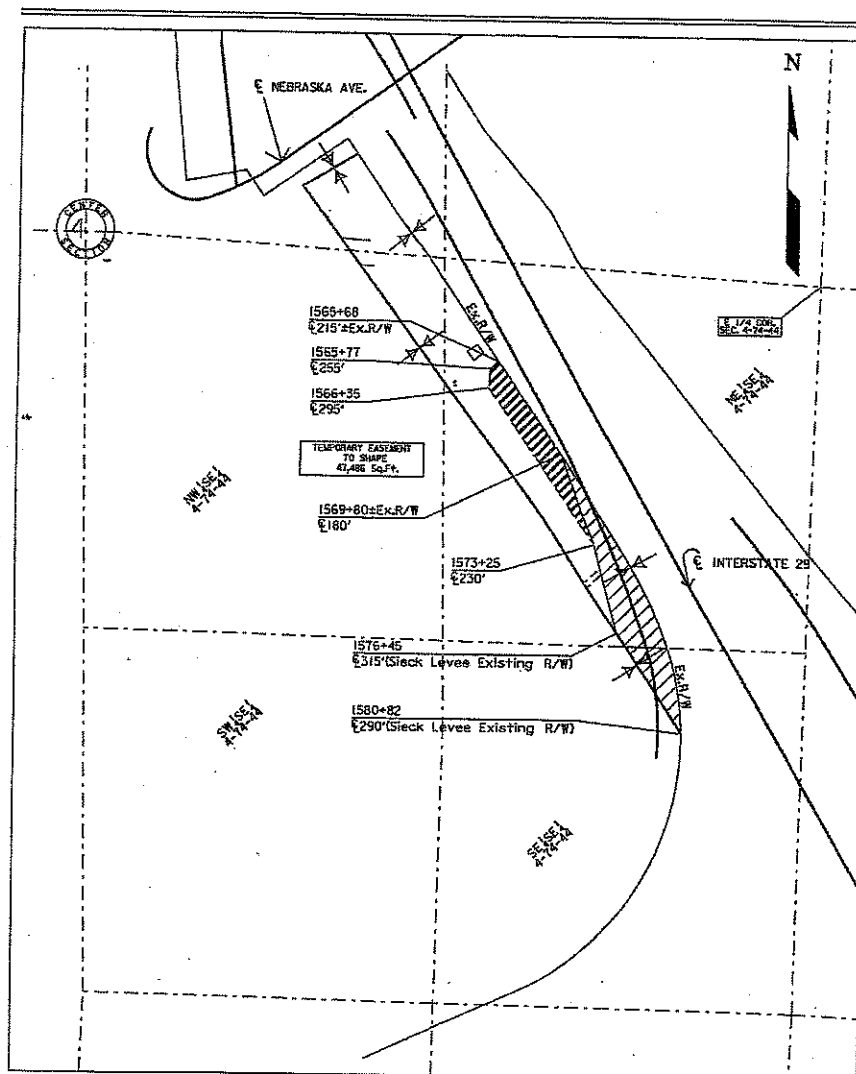 N
℄ NEBRASKA AVE.
CENTER
4
SECTION
1565+68
℄215'±Ex.R/W
1565+77
℄255'
1566+35
℄295'
Ex.R/W
E 1/4 COR.
SEC. 4-74-44
NE¼SE¼
4-74-44
TEMPORARY EASEMENT
TO SHAPE
47,486 Sq.Ft.
NW¼SE¼
4-74-44
1569+80±Ex.R/W
℄180'
1573+25
℄230'
℄ INTERSTATE 29
1576+45
℄315'(Sieck Levee Existing R/W)
Ex.R/W
1580+82
℄290'(Sieck Levee Existing R/W)
SW¼SE¼
4-74-44
SE¼SE¼
4-74-44